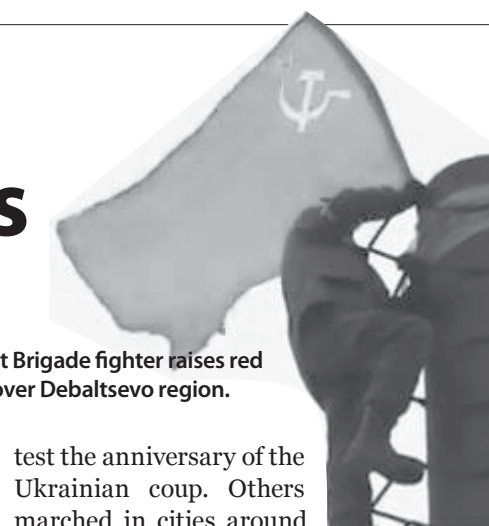 s
t Brigade fighter raises red
over Debaltsevo region.
test the anniversary of the
Ukrainian coup. Others
marched in cities around